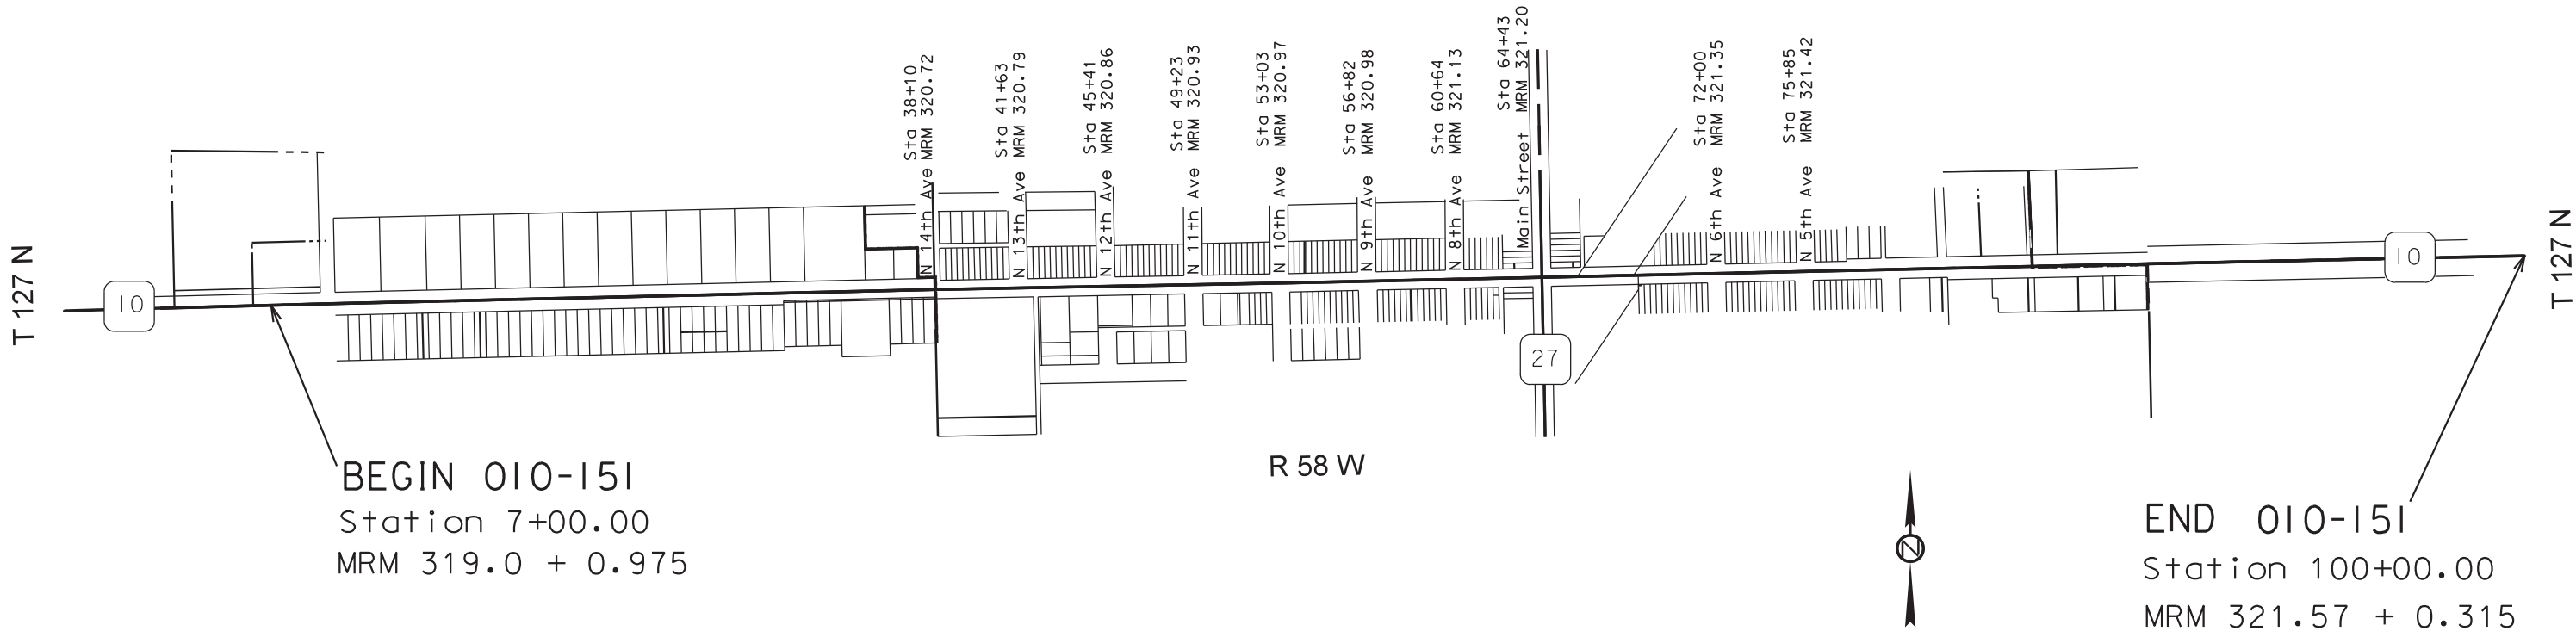 Sta 38+10
N 14th Ave MRM 320.72
Sta 41+63
N 13th Ave MRM 320.79
Sta 45+41
N 12th Ave MRM 320.86
Sta 49+23
N 11th Ave MRM 320.93
Sta 53+03
N 10th Ave MRM 320.97
Sta 56+82
N 9th Ave MRM 320.98
Sta 60+64
N 8th Ave MRM 321.13
Sta 64+43
Main Street MRM 321.20
Sta 72+00
N 6th Ave MRM 321.35
Sta 75+85
N 5th Ave MRM 321.42
T 127 N
10
10
T 127 N
27
R 58 W
BEGIN 010-151
Station 7+00.00
MRM 319.0 + 0.975
N
END 010-151
Station 100+00.00
MRM 321.57 + 0.315